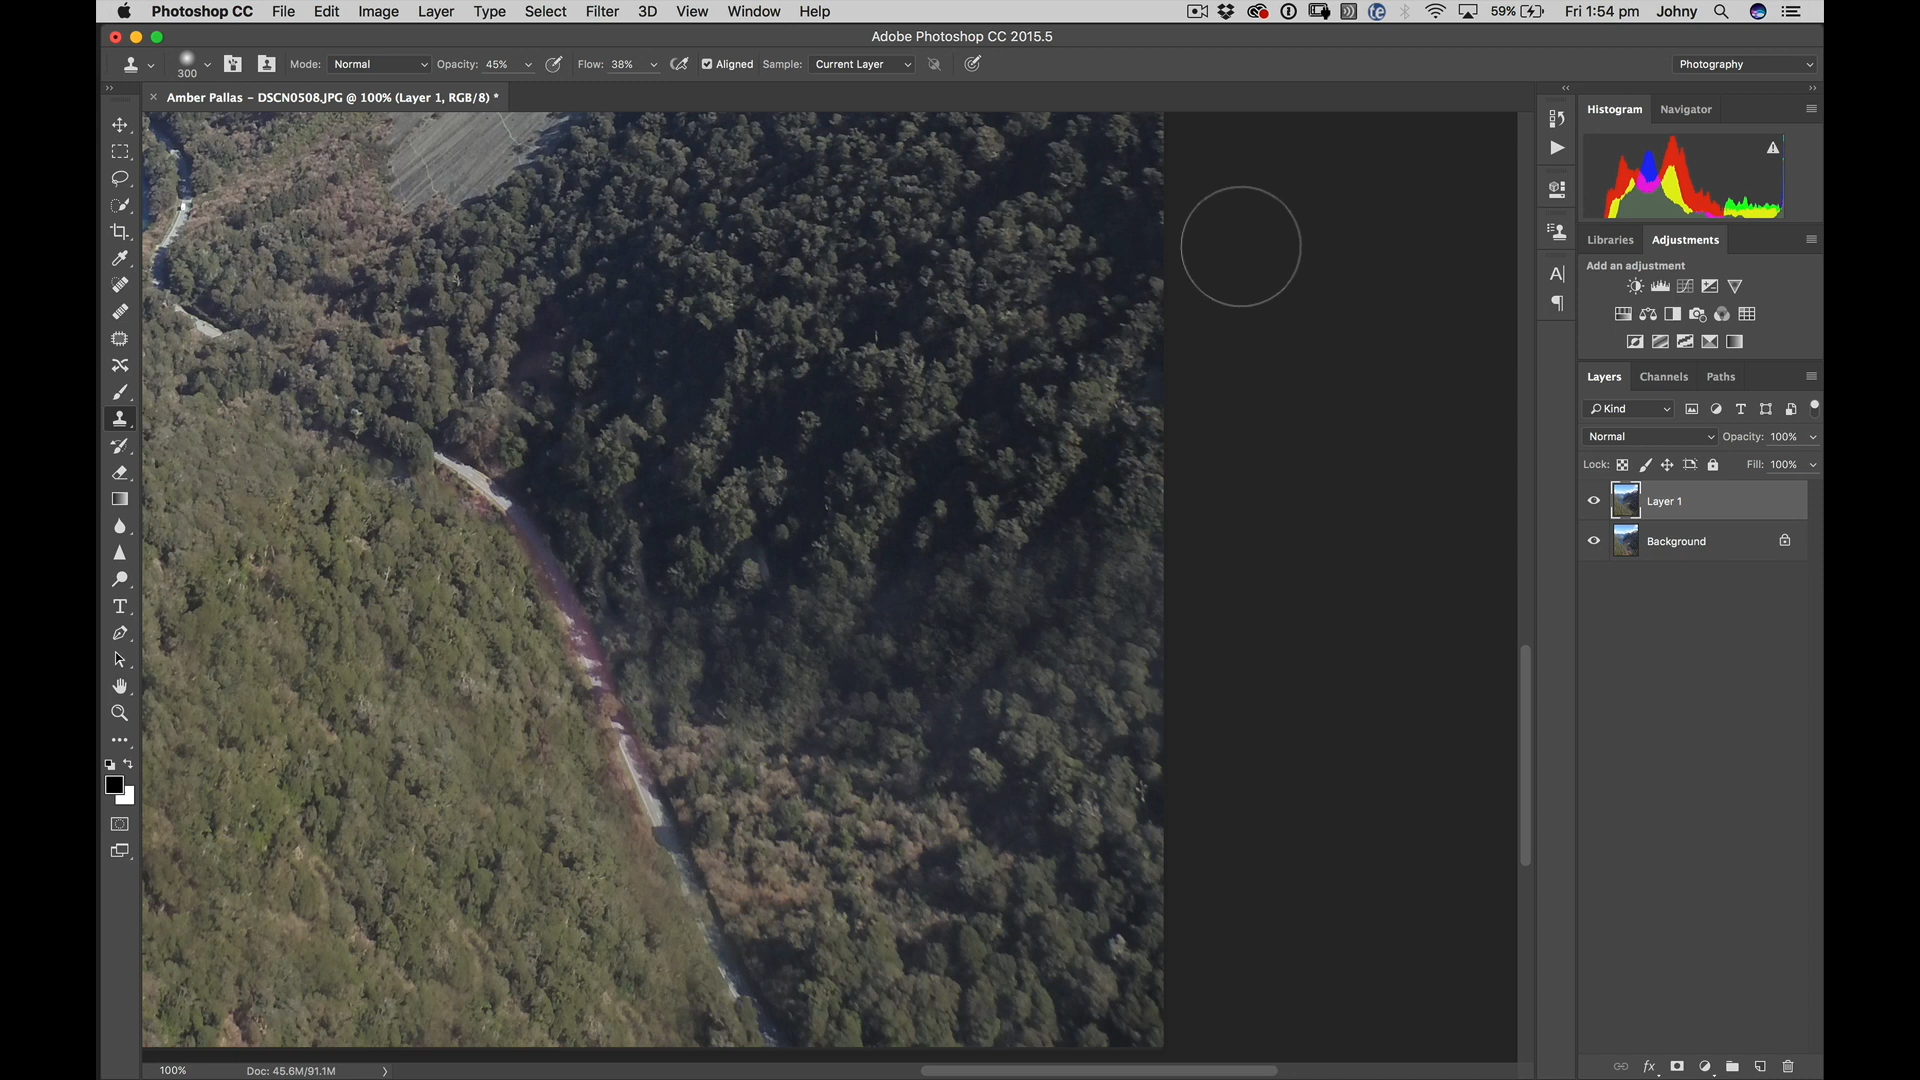 Photoshop CC File Edit Image Layer Type Select Filter 3D View Window Help 59% Fri 1:54 pm Johny
Adobe Photoshop CC 2015.5
300 Mode: Normal Opacity: 45% Flow: 38% Aligned Sample: Current Layer Photography
Amber Pallas - DSCN0508.JPG @ 100% (Layer 1, RGB/8) *
Histogram Navigator
Libraries Adjustments
Add an adjustment
Layers Channels Paths
Kind
Normal Opacity: 100%
Lock: Fill: 100%
Layer 1
Background
100% Doc: 45.6M/91.1M